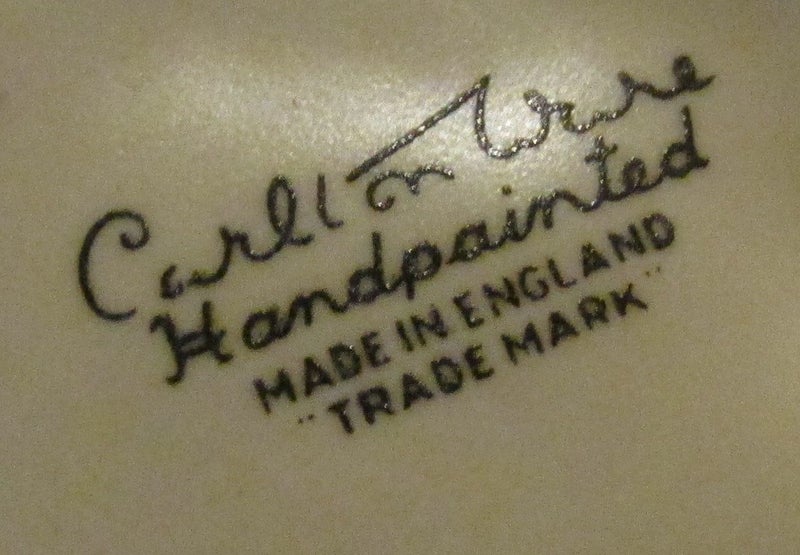 Carlton Ware
Handpainted
MADE IN ENGLAND
"TRADE MARK"